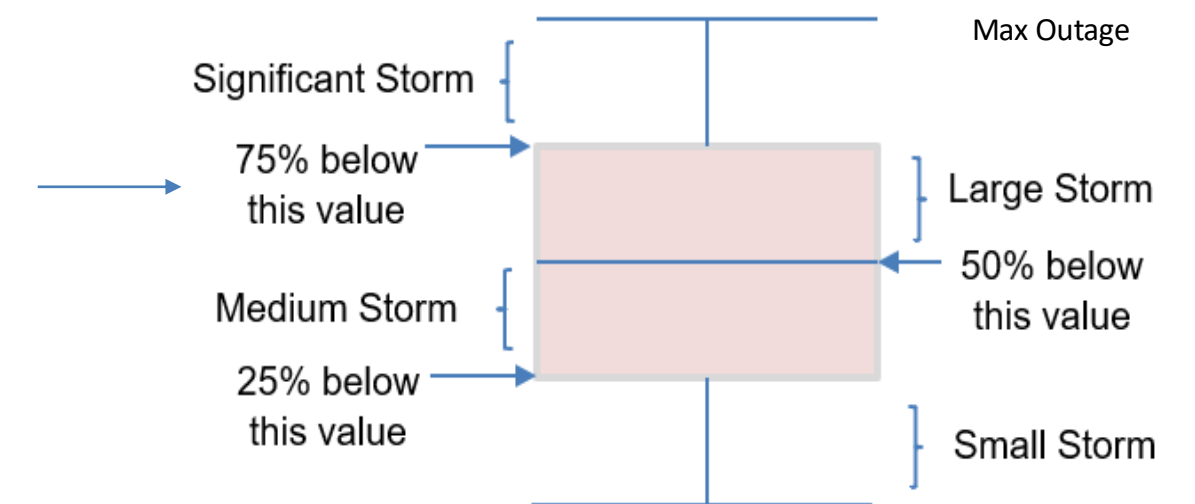 Max Outage
Significant Storm
75% below
this value
Large Storm
50% below
this value
Medium Storm
25% below
this value
Small Storm